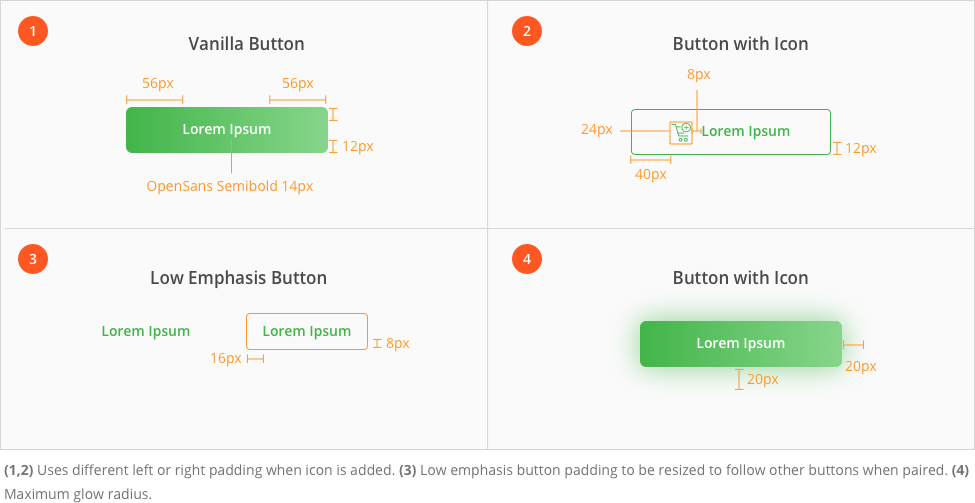 1
Vanilla Button
56px
56px
Lorem Ipsum
12px
OpenSans Semibold 14px
2
Button with Icon
8px
24px
Lorem Ipsum
12px
40px
3
Low Emphasis Button
Lorem Ipsum
Lorem Ipsum
8px
16px
4
Button with Icon
Lorem Ipsum
20px
20px
(1,2) Uses different left or right padding when icon is added. (3) Low emphasis button padding to be resized to follow other buttons when paired. (4)
Maximum glow radius.